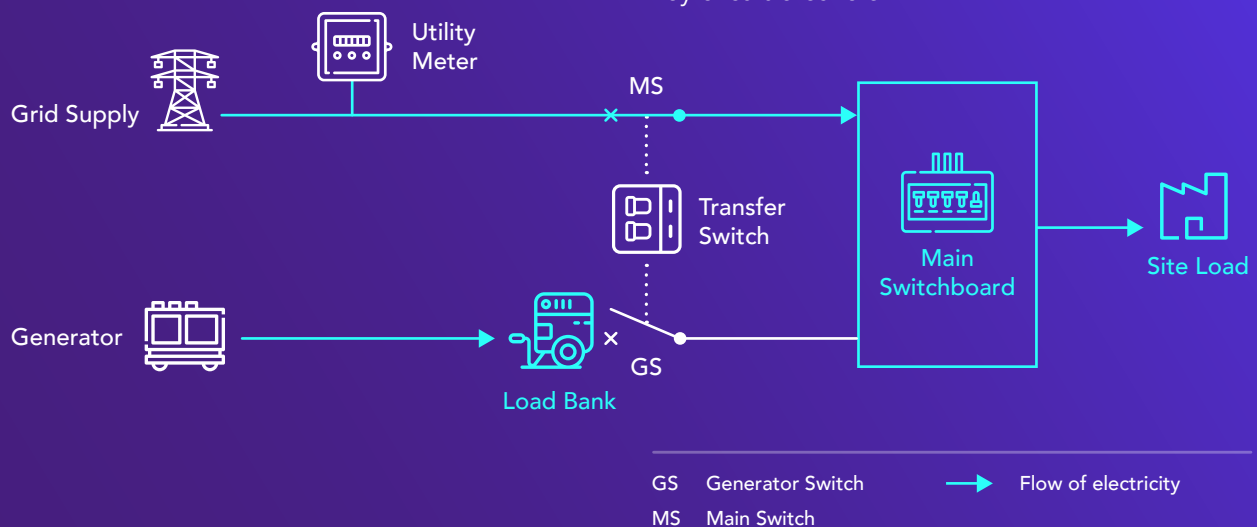 Utility
Meter
Grid Supply
MS
Transfer
Switch
Main
Switchboard
Site Load
Generator
GS
Load Bank
GS Generator Switch
Flow of electricity
MS Main Switch